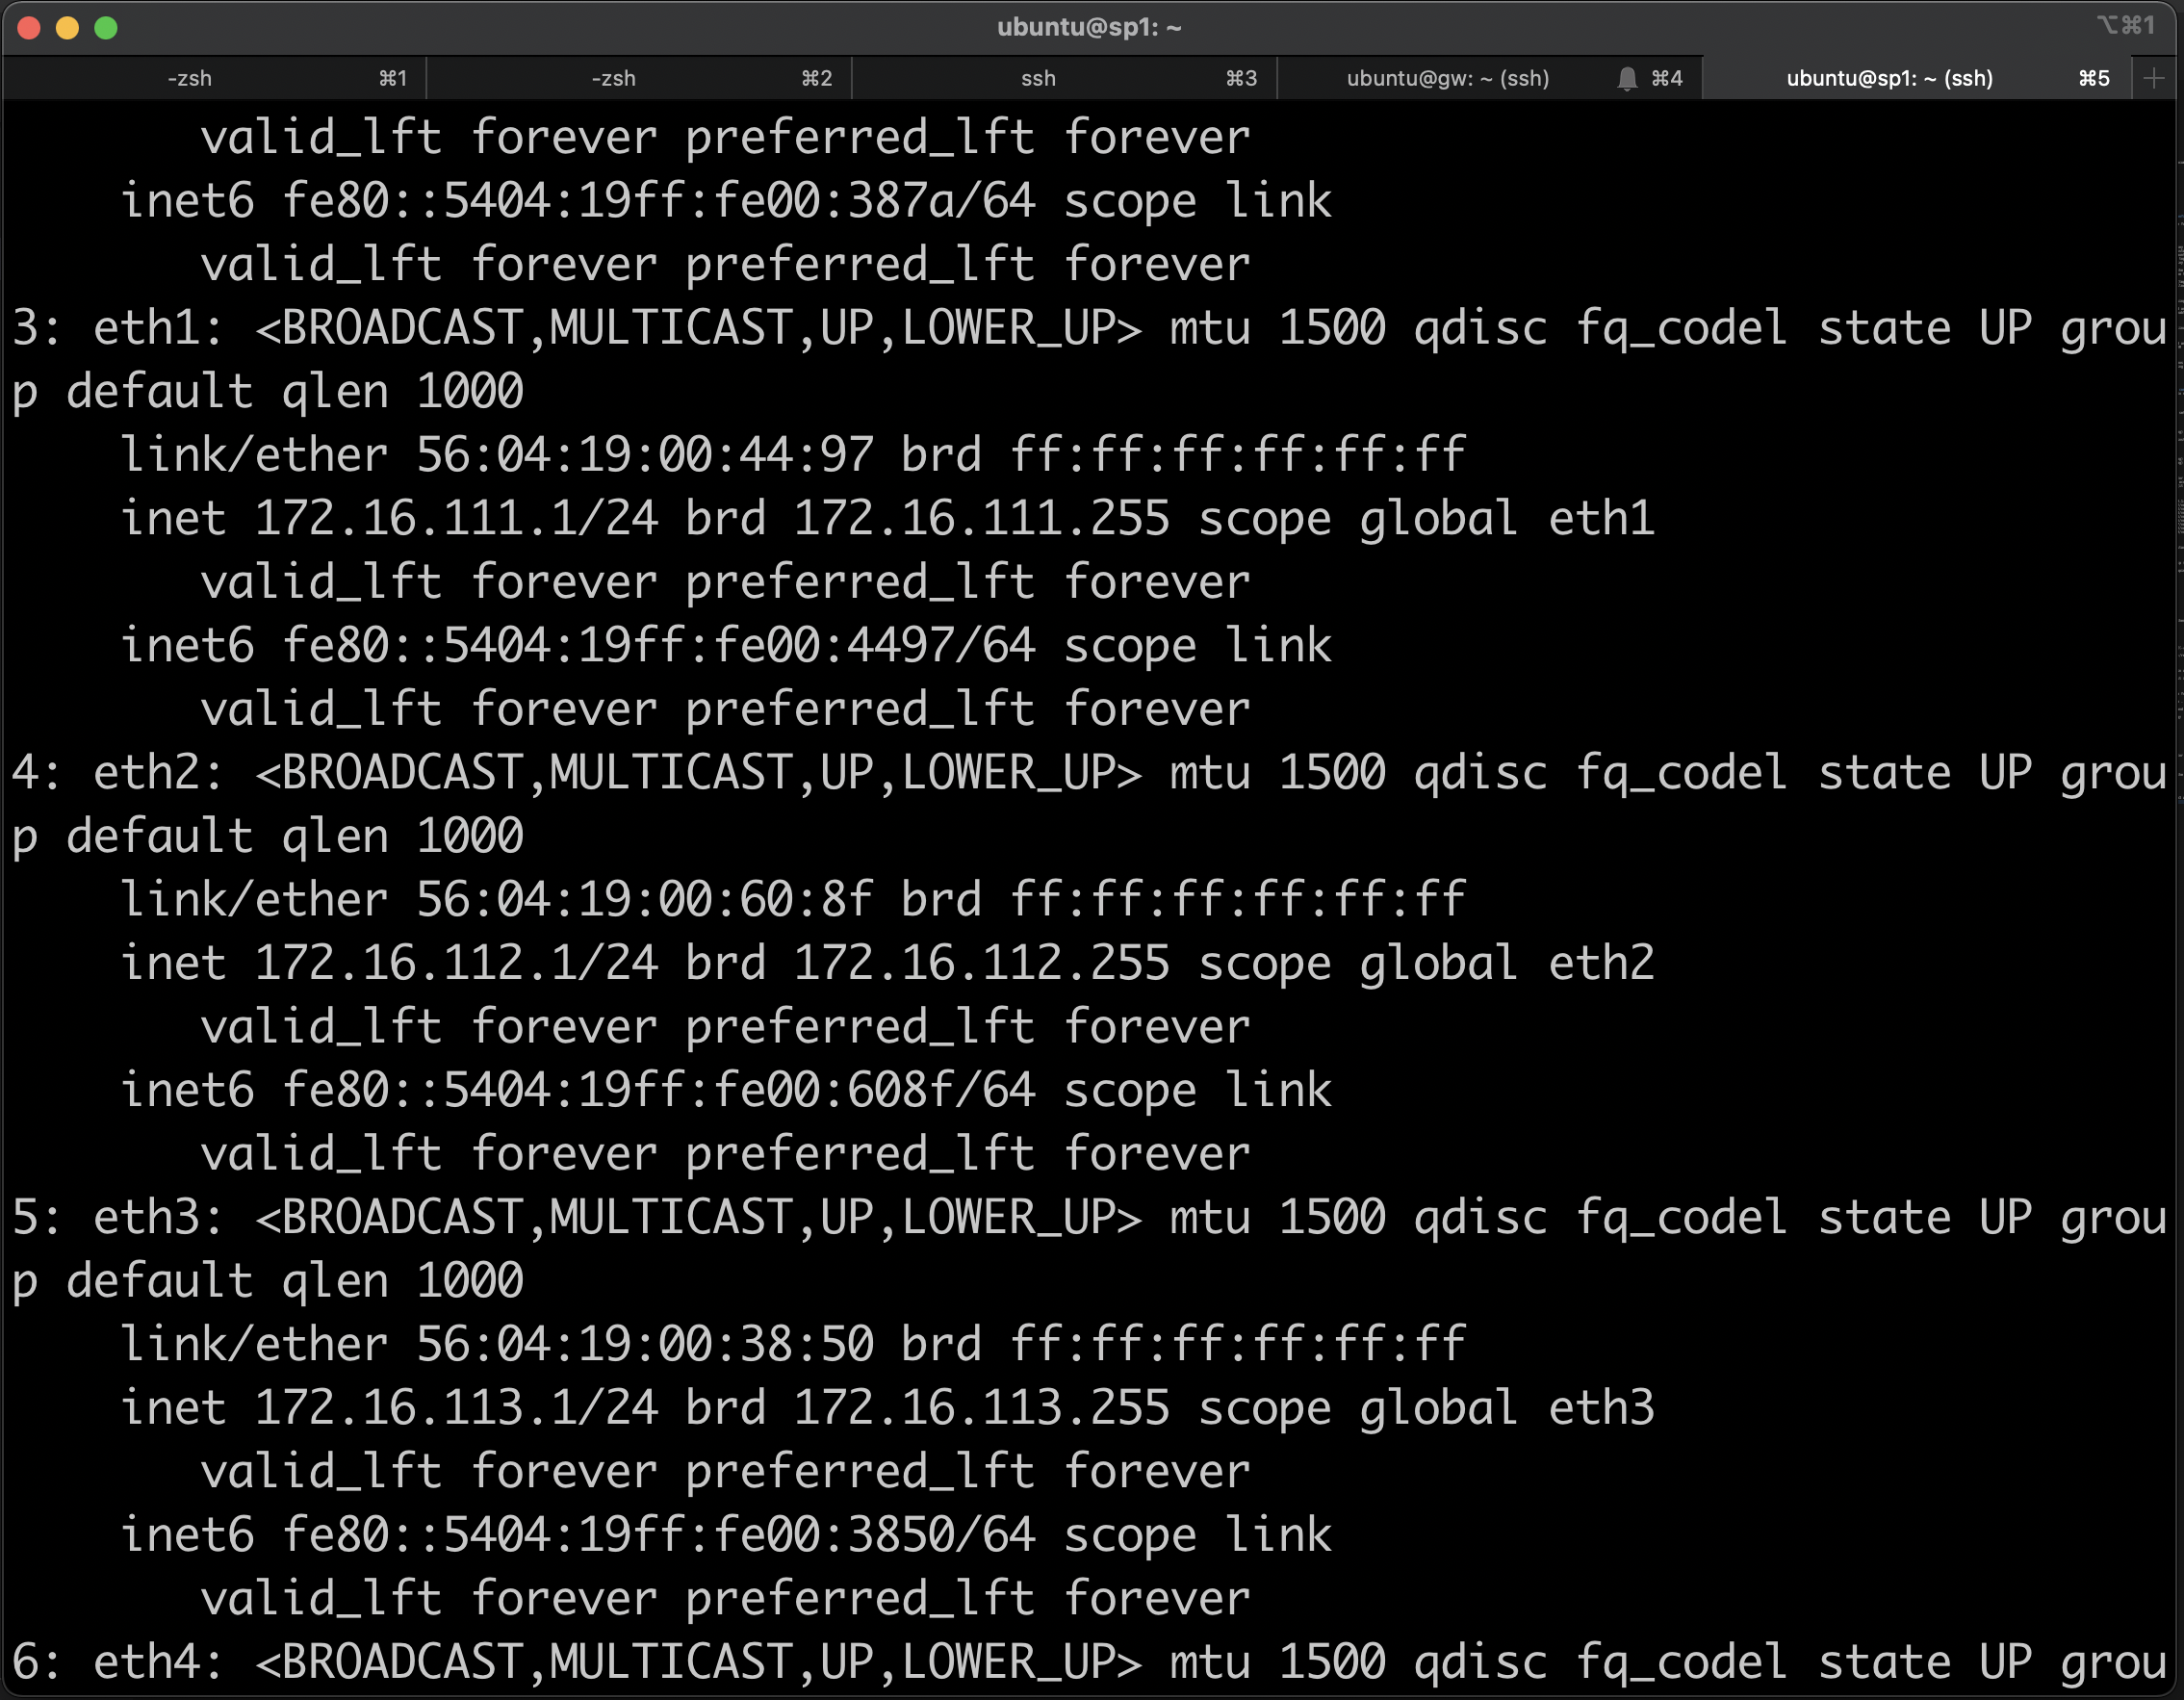 ubuntu@sp1: ~
⌥⌘1
-zsh ⌘1 -zsh ⌘2 ssh ⌘3 ubuntu@gw: ~ (ssh) ⌘4 ubuntu@sp1: ~ (ssh) ⌘5
valid_lft forever preferred_lft forever
inet6 fe80::5404:19ff:fe00:387a/64 scope link
valid_lft forever preferred_lft forever
3: eth1: <BROADCAST,MULTICAST,UP,LOWER_UP> mtu 1500 qdisc fq_codel state UP grou
p default qlen 1000
link/ether 56:04:19:00:44:97 brd ff:ff:ff:ff:ff:ff
inet 172.16.111.1/24 brd 172.16.111.255 scope global eth1
valid_lft forever preferred_lft forever
inet6 fe80::5404:19ff:fe00:4497/64 scope link
valid_lft forever preferred_lft forever
4: eth2: <BROADCAST,MULTICAST,UP,LOWER_UP> mtu 1500 qdisc fq_codel state UP grou
p default qlen 1000
link/ether 56:04:19:00:60:8f brd ff:ff:ff:ff:ff:ff
inet 172.16.112.1/24 brd 172.16.112.255 scope global eth2
valid_lft forever preferred_lft forever
inet6 fe80::5404:19ff:fe00:608f/64 scope link
valid_lft forever preferred_lft forever
5: eth3: <BROADCAST,MULTICAST,UP,LOWER_UP> mtu 1500 qdisc fq_codel state UP grou
p default qlen 1000
link/ether 56:04:19:00:38:50 brd ff:ff:ff:ff:ff:ff
inet 172.16.113.1/24 brd 172.16.113.255 scope global eth3
valid_lft forever preferred_lft forever
inet6 fe80::5404:19ff:fe00:3850/64 scope link
valid_lft forever preferred_lft forever
6: eth4: <BROADCAST,MULTICAST,UP,LOWER_UP> mtu 1500 qdisc fq_codel state UP grou